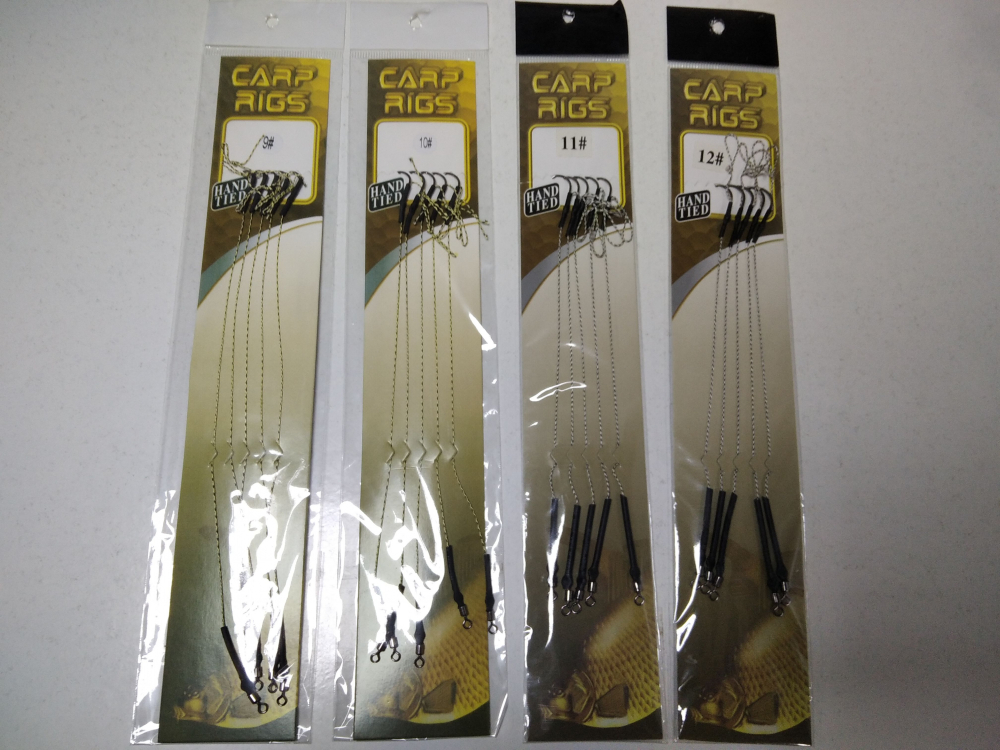 CARP
RIGS
9#
HAND
TIED
CARP
RIGS
10#
HAND
TIED
CARP
RIGS
11#
HAND
TIED
CARP
RIGS
12#
HAND
TIED